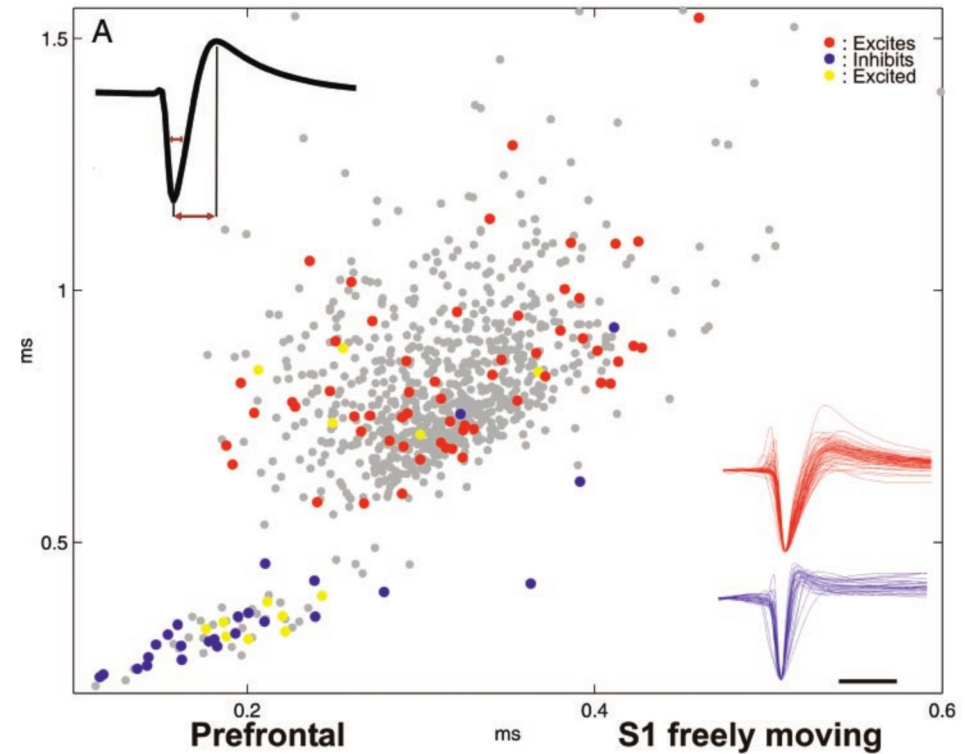 A
1.5
: Excites
: Inhibits
: Excited
1
ms
0.5
0.2
0.4
0.6
Prefrontal
ms
S1 freely moving